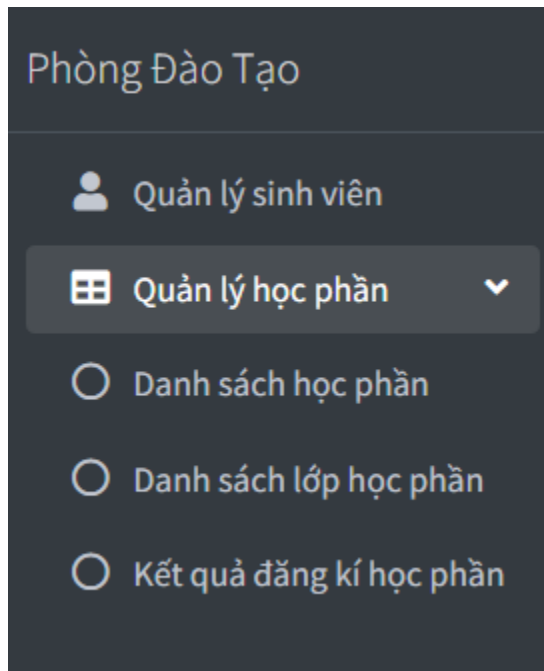 Phòng Đào Tạo
Quản lý sinh viên
Quản lý học phần
Danh sách học phần
Danh sách lớp học phần
Kết quả đăng kí học phần